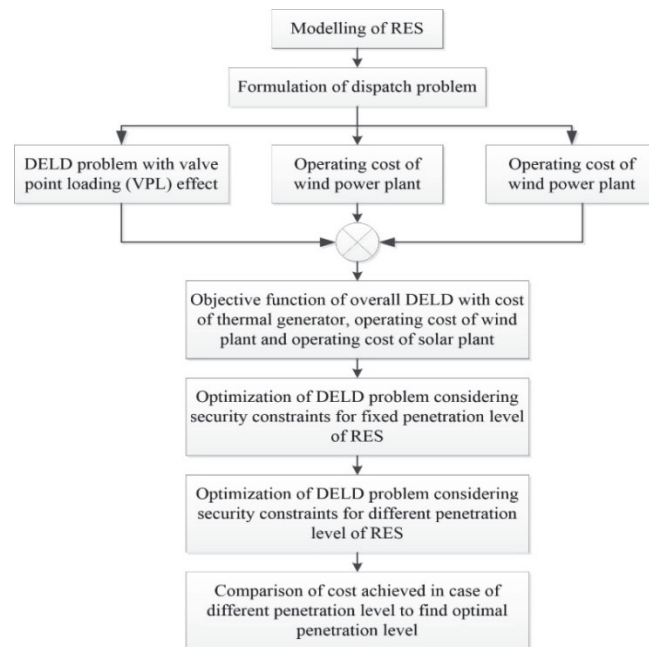 Modelling of RES
Formulation of dispatch problem
DELD problem with valve
point loading (VPL) effect
Operating cost of
wind power plant
Operating cost of
wind power plant
Objective function of overall DELD with cost
of thermal generator, operating cost of wind
plant and operating cost of solar plant
Optimization of DELD problem considering
security constraints for fixed penetration level
of RES
Optimization of DELD problem considering
security constraints for different penetration
level of RES
Comparison of cost achieved in case of
different penetration level to find optimal
penetration level